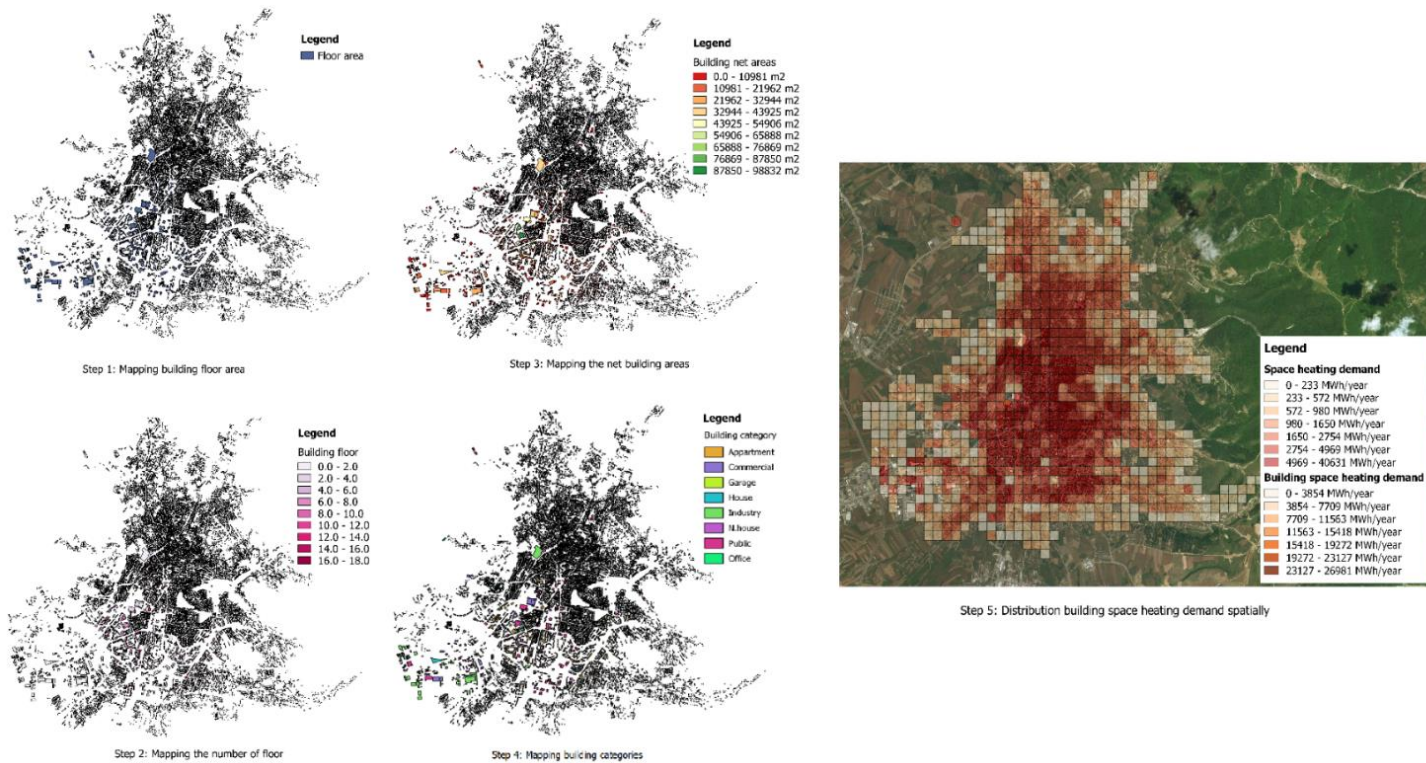 Legend
Floor area
Step 1: Mapping building floor area
Legend
Building net areas
0.0 - 10981 m2
10981 - 21962 m2
21962 - 32944 m2
32944 - 43925 m2
43925 - 54906 m2
54906 - 65888 m2
65888 - 76869 m2
76869 - 87850 m2
87850 - 98832 m2
Step 3: Mapping the net building areas
Legend
Building floor
0.0 - 2.0
2.0 - 4.0
4.0 - 6.0
6.0 - 8.0
8.0 - 10.0
10.0 - 12.0
12.0 - 14.0
14.0 - 16.0
16.0 - 18.0
Step 2: Mapping the number of floor
Legend
Building category
Appartment
Commercial
Garage
House
Industry
N.house
Public
Office
Step 4: Mapping building categories
Legend
Space heating demand
0 - 233 MWh/year
233 - 572 MWh/year
572 - 980 MWh/year
980 - 1650 MWh/year
1650 - 2754 MWh/year
2754 - 4969 MWh/year
4969 - 40631 MWh/year
Building space heating demand
0 - 3854 MWh/year
3854 - 7709 MWh/year
7709 - 11563 MWh/year
11563 - 15418 MWh/year
15418 - 19272 MWh/year
19272 - 23127 MWh/year
23127 - 26981 MWh/year
Step 5: Distribution building space heating demand spatially